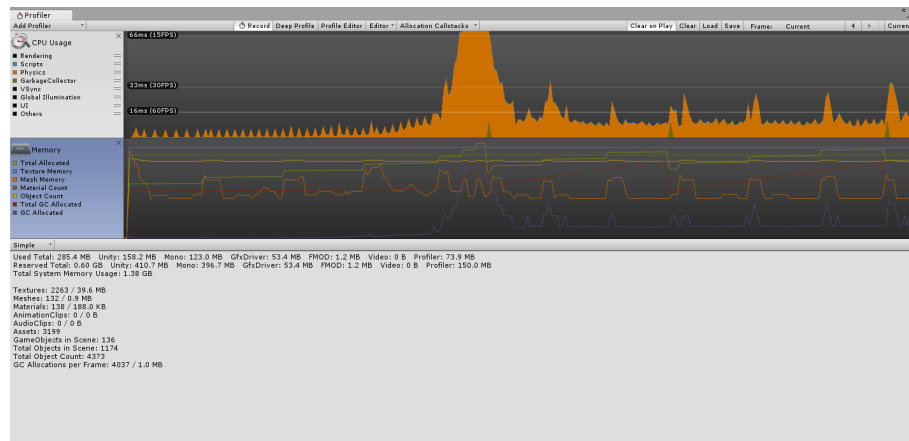 Profiler
Add Profiler
Record Deep Profile Profile Editor Editor Allocation Callstacks
Clear on Play Clear Load Save Frame: Current
Curren
CPU Usage
Rendering
Scripts
Physics
GarbageCollector
VSync
Global Illumination
UI
Others
66ms (15FPS)
33ms (30FPS)
16ms (60FPS)
Memory
Total Allocated
Texture Memory
Mesh Memory
Material Count
Object Count
Total GC Allocated
GC Allocated
Simple
Used Total: 285.4 MB Unity: 158.2 MB Mono: 123.0 MB GfxDriver: 53.4 MB FMOD: 1.2 MB Video: 0 B Profiler: 73.9 MB
Reserved Total: 0.60 GB Unity: 410.7 MB Mono: 396.7 MB GfxDriver: 53.4 MB FMOD: 1.2 MB Video: 0 B Profiler: 150.0 MB
Total System Memory Usage: 1.38 GB
Textures: 2263 / 39.6 MB
Meshes: 132 / 0.9 MB
Materials: 138 / 188.0 KB
AnimationClips: 0 / 0 B
AudioClips: 0 / 0 B
Assets: 3199
GameObjects in Scene: 136
Total Objects in Scene: 1174
Total Object Count: 4373
GC Allocations per Frame: 4037 / 1.0 MB